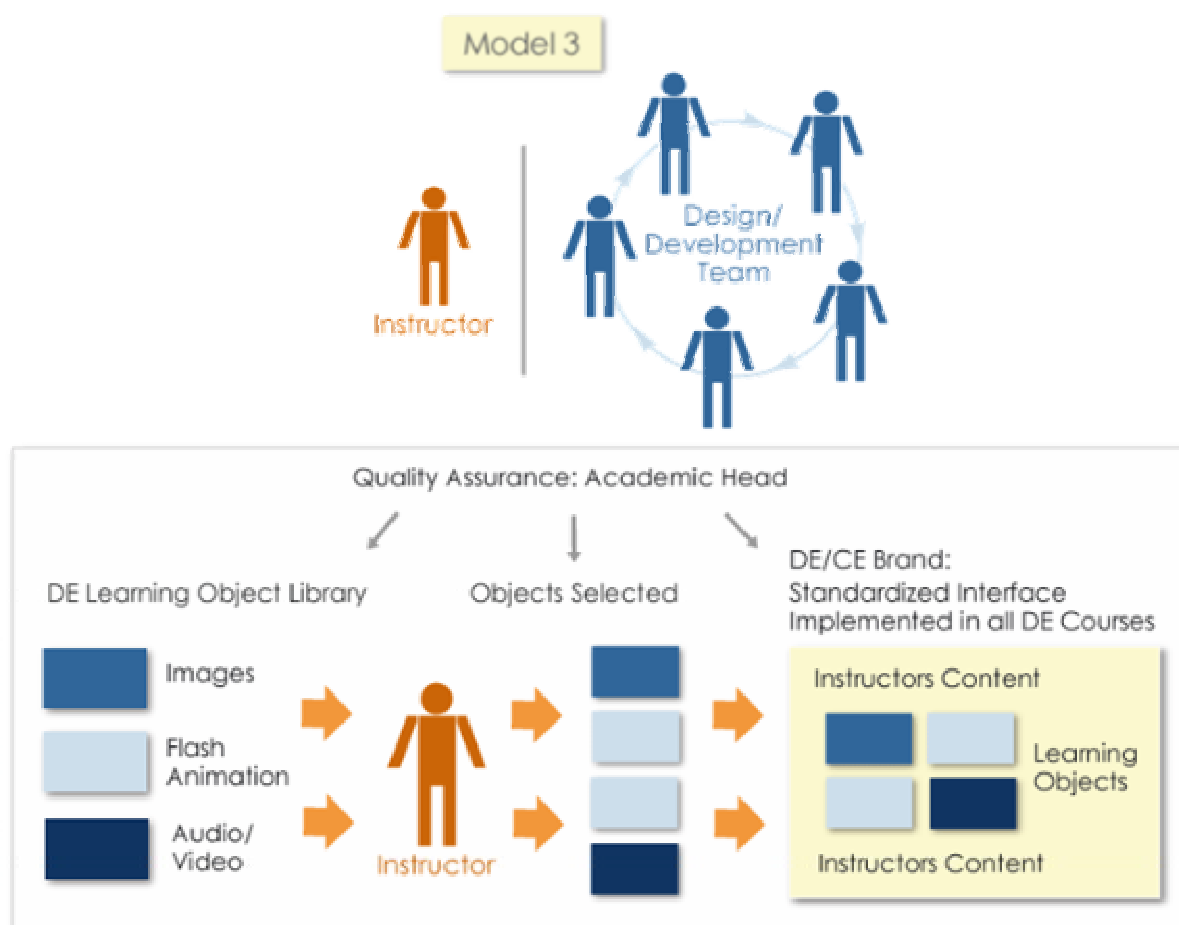 Model 3
Design/
Development
Team
Instructor
Quality Assurance: Academic Head
DE Learning Object Library
Objects Selected
DE/CE Brand:
Standardized Interface
Implemented in all DE Courses
Images
Flash
Animation
Audio/
Video
Instructor
Instructors Content
Learning
Objects
Instructors Content